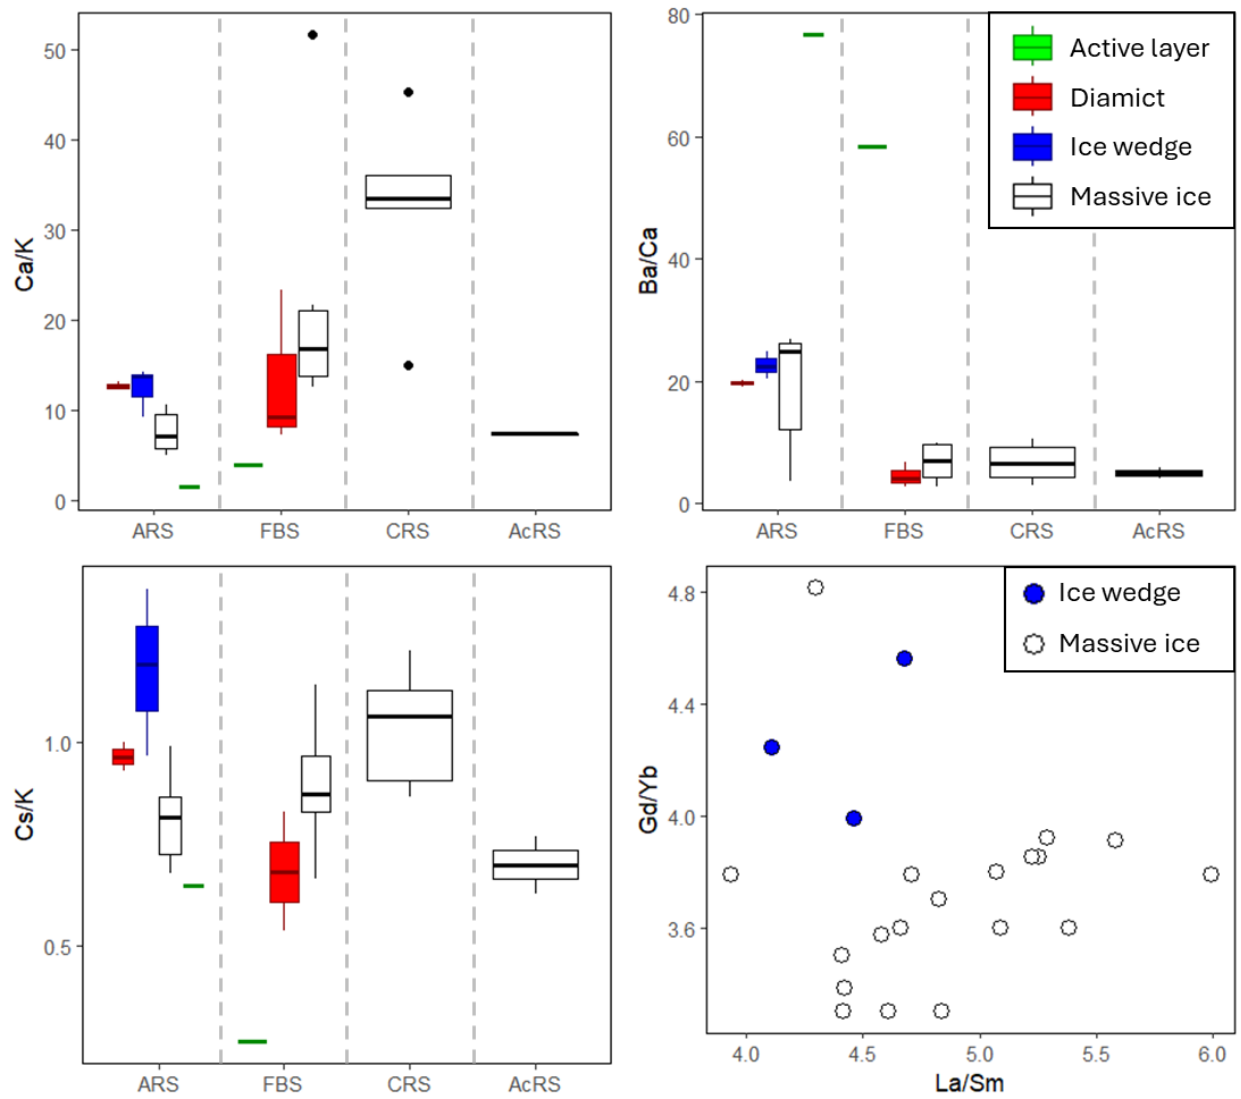 Ca/K
50
40
30
20
10
0
ARS FBS CRS AcRS
Ba/Ca
80
60
40
20
0
ARS FBS CRS AcRS
Active layer
Diamict
Ice wedge
Massive ice
Cs/K
1.0
0.5
ARS FBS CRS AcRS
Gd/Yb
4.8
4.4
4.0
3.6
4.0 4.5 5.0 5.5 6.0
La/Sm
Ice wedge
Massive ice